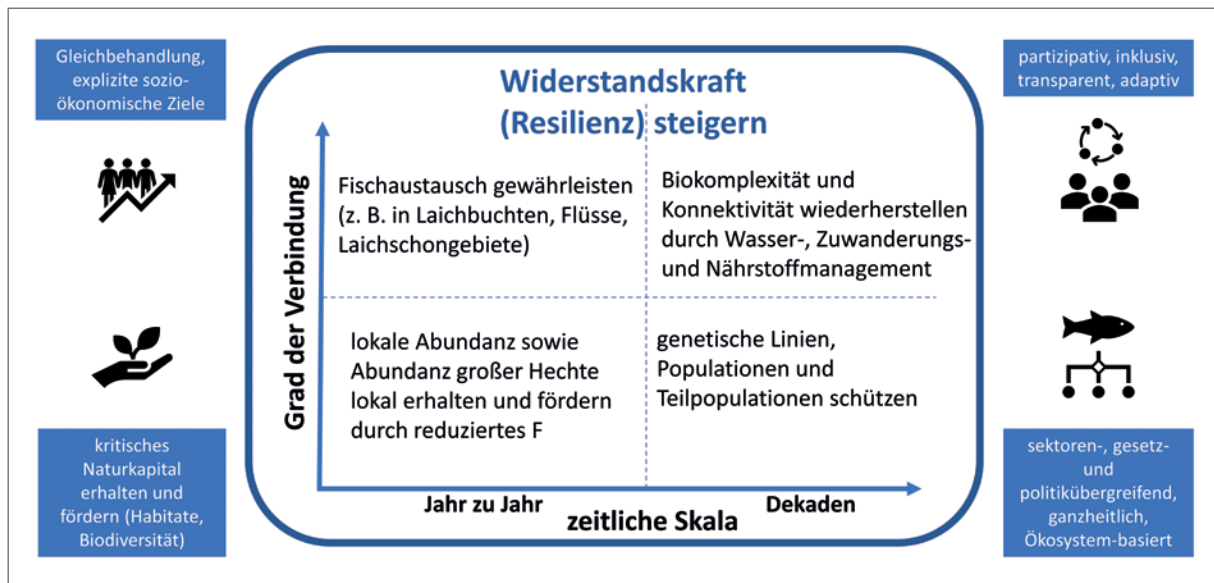 Gleichbehandlung,
explizite sozio-
ökonomische Ziele
Widerstandskraft
(Resilienz) steigern
partizipativ, inklusiv,
transparent, adaptiv
Grad der Verbindung
Fischaustausch gewährleisten
(z. B. in Laichbuchten, Flüsse,
Laichschongebiete)
Biokomplexität und
Konnektivität wiederherstellen
durch Wasser-, Zuwanderungs-
und Nährstoffmanagement
lokale Abundanz sowie
Abundanz großer Hechte
lokal erhalten und fördern
durch reduziertes F
genetische Linien,
Populationen und
Teilpopulationen schützen
Jahr zu Jahr
Dekaden
zeitliche Skala
kritisches
Naturkapital
erhalten und
fördern (Habitate,
Biodiversität)
sektoren-, gesetz-
und
politikübergreifend,
ganzheitlich,
Ökosystem-basiert